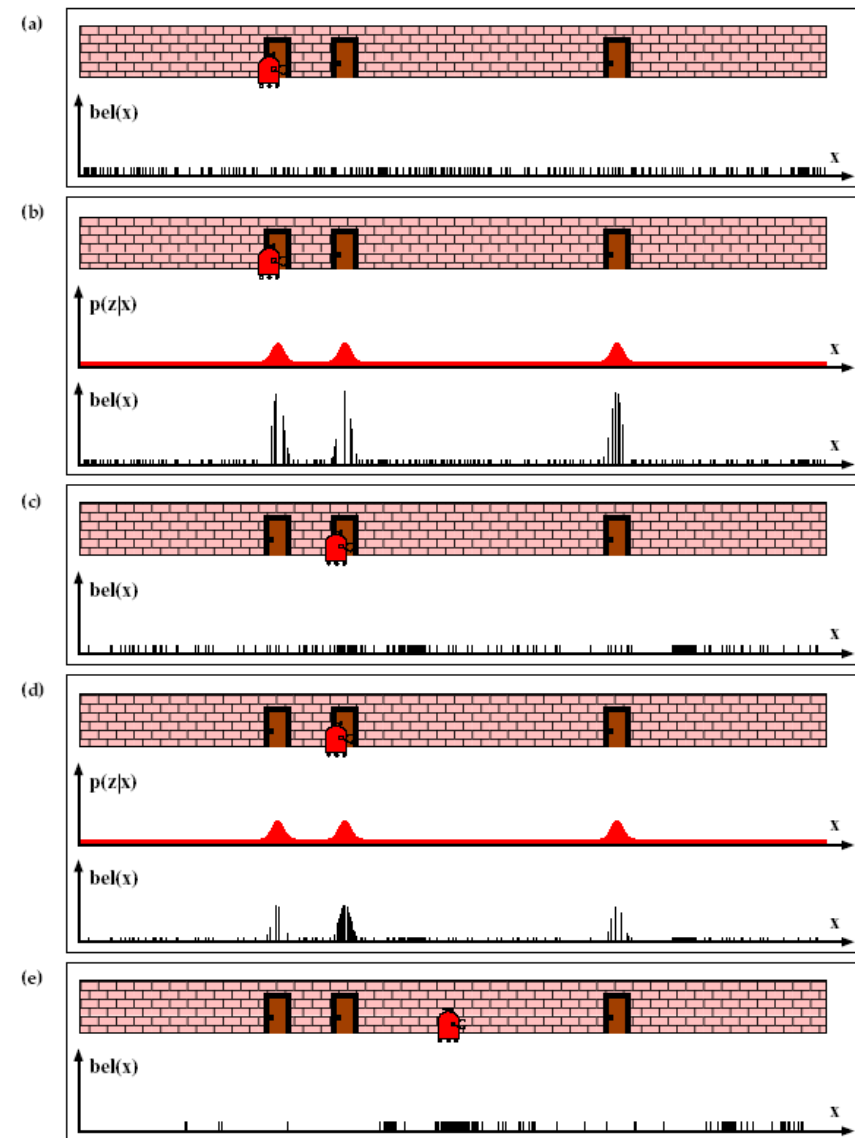 (a)
bel(x)
x
(b)
p(z|x)
x
bel(x)
x
(c)
bel(x)
x
(d)
p(z|x)
x
bel(x)
x
(e)
bel(x)
x